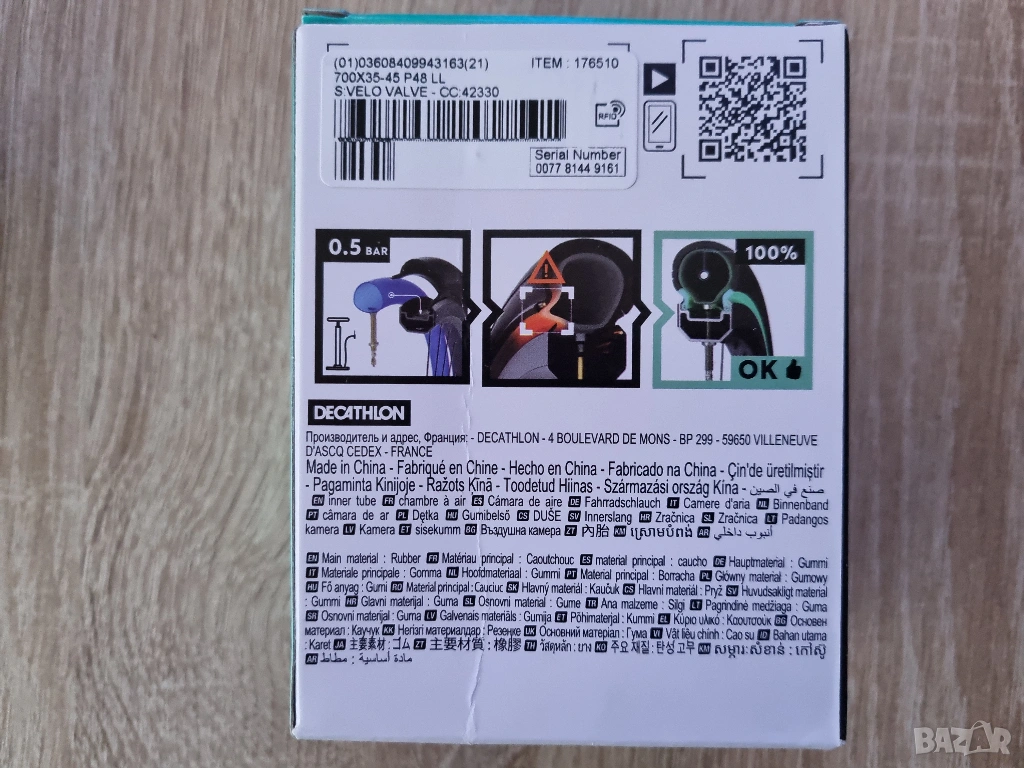 (01)03608409943163(21) ITEM : 176510
700X35-45 P48 LL
S:VELO VALVE - CC:42330
RFID
Serial Number
0077 8144 9161
0.5 BAR
100%
OK
DECATHLON
Производител и адрес, Франция: - DECATHLON - 4 BOULEVARD DE MONS - BP 299 - 59650 VILLENEUVE
D'ASCQ CEDEX - FRANCE
Made in China - Fabriqué en Chine - Hecho en China - Fabricado na China - Çin'de üretilmiştir
- Pagaminta Kinijoje - Ražots Ķīnā - Toodetud Hiinas - Származási ország Kína - صنع في الصين
EN inner tube FR chambre à air ES Cámara de aire DE Fahrradschlauch IT Camere d'aria NL Binnenband
PT câmara de ar PL Dętka HU Gumibelső CS DUŠE SV Innerslang HR Zračnica SL Zračnica LT Padangos
kamera LV Kamera ET sisekumm BG Въздушна камера ZT 內胎 KM ស្រោមបំពង់ AR أنبوب داخلي
EN Main material : Rubber FR Matériau principal : Caoutchouc ES material principal : caucho DE Hauptmaterial : Gummi
IT Materiale principale : Gomma NL Hoofdmateriaal : Gummi PT Material principal : Borracha PL Główny materiał : Gumowy
HU Fő anyag : Gumi RO Material principal : Cauciuc SK Hlavný materiál : Kaučuk CS Hlavní materiál : Pryž SV Huvudsakligt material
: Gummi HR Glavni materijal : Guma SL Osnovni material : Gume TR Ana malzeme : Silgi LT Pagrindinė medžiaga : Guma
SR Osnovni materijal : Guma LV Galvenais materiāls : Gumija ET Põhimaterjal : Kummi EL Κύριο υλικό : Καουτσούκ BG Основен
материал : Каучук KK Негізгі материалдар : Резеңке UK Основний матеріал : Гума VI Vật liệu chính : Cao su ID Bahan utama
: Karet JA 主要素材 : ゴム ZT 主要材質 : 橡膠 TH วัสดุหลัก : ยาง KO 주요 재질 : 탄성 고무 KM សម្ភារៈសំខាន់ : កៅស៊ូ
AR مادة أساسية : مطاط
BAZAR